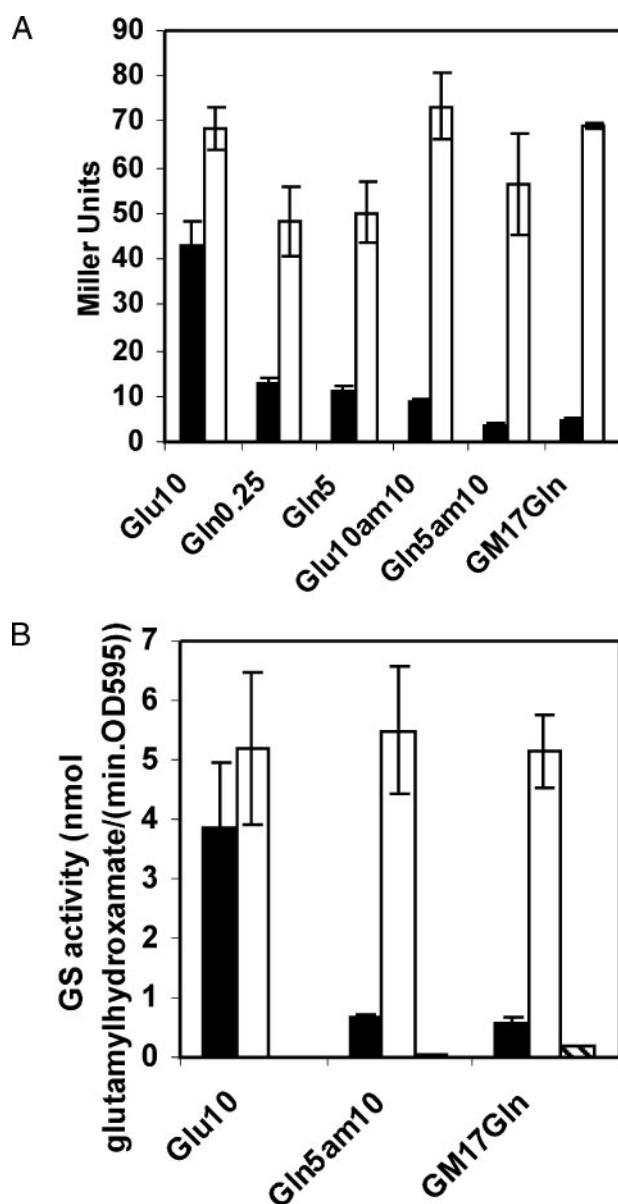 A
Miller Units
90
80
70
60
50
40
30
20
10
0
Glu10
Gln0.25
Gln5
Glu10am10
Gln5am10
GM17Gln
B
GS activity (nmol
glutamylhydroxamate/(min.OD595))
7
6
5
4
3
2
1
0
Glu10
Gln5am10
GM17Gln